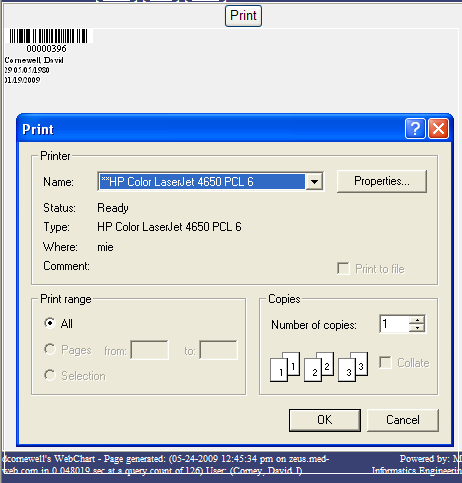 Print
00000396
Cornewell, David
29 05/05/1980
01/19/2009
Print
Printer
Name: **HP Color LaserJet 4650 PCL 6 Properties...
Status: Ready
Type: HP Color LaserJet 4650 PCL 6
Where: mie
Comment: Print to file
Print range
All
Pages from: to:
Selection
Copies
Number of copies: 1
1 1 2 2 3 3 Collate
OK Cancel
dcornewell's WebChart - Page generated: (05-24-2009 12:45:34 pm on zeus.med-
web.com in 0.048019 sec at a query count of 126) User: (Corney, David J)
Powered by: M
Informatics Engineerin